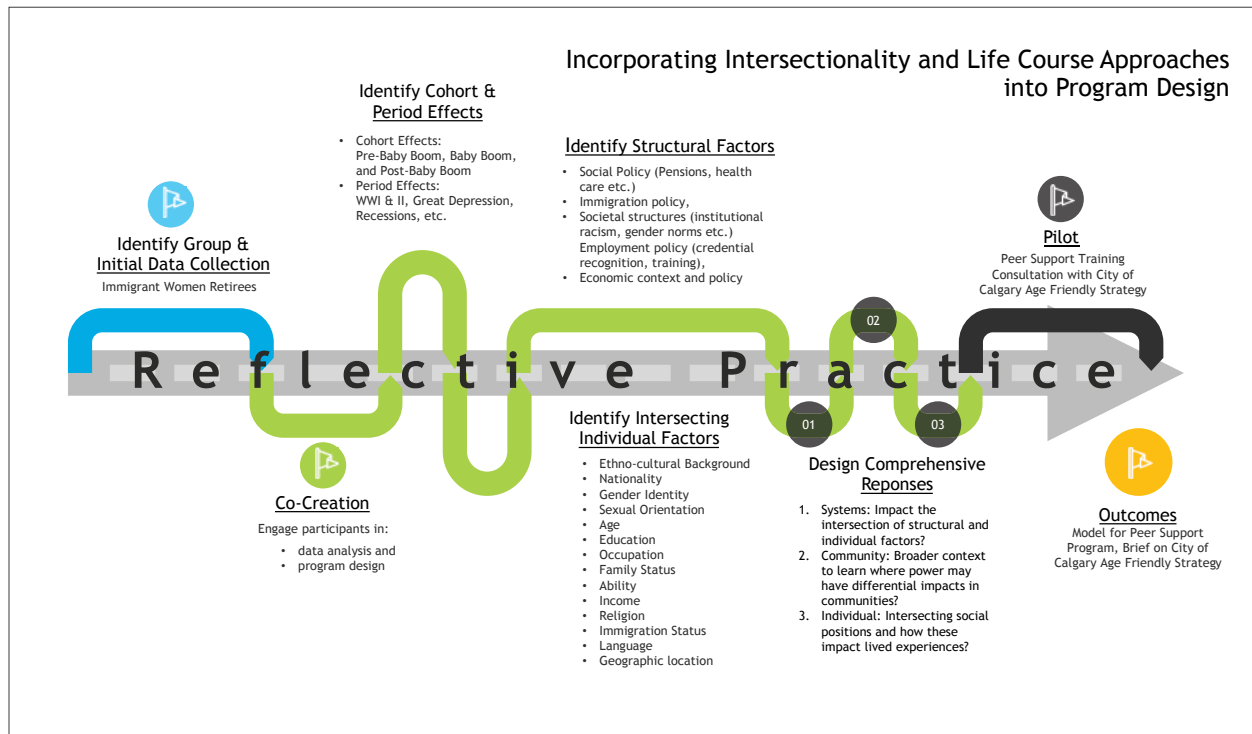 Incorporating Intersectionality and Life Course Approaches
into Program Design
Identify Group &
Initial Data Collection
Immigrant Women Retirees
Co-Creation
Engage participants in:
• data analysis and
• program design
Identify Cohort &
Period Effects
• Cohort Effects:
Pre-Baby Boom, Baby Boom,
and Post-Baby Boom
• Period Effects:
WWI & II, Great Depression,
Recessions, etc.
Identify Structural Factors
• Social Policy (Pensions, health
care etc.)
• Immigration policy,
• Societal structures (institutional
racism, gender norms etc.)
Employment policy (credential
recognition, training),
• Economic context and policy
Reflective Practice
Identify Intersecting
Individual Factors
• Ethno-cultural Background
• Nationality
• Gender Identity
• Sexual Orientation
• Age
• Education
• Occupation
• Family Status
• Ability
• Income
• Religion
• Immigration Status
• Language
• Geographic location
01
02
03
Design Comprehensive
Reponses
1. Systems: Impact the
intersection of structural and
individual factors?
2. Community: Broader context
to learn where power may
have differential impacts in
communities?
3. Individual: Intersecting social
positions and how these
impact lived experiences?
Pilot
Peer Support Training
Consultation with City of
Calgary Age Friendly Strategy
Outcomes
Model for Peer Support
Program, Brief on City of
Calgary Age Friendly Strategy